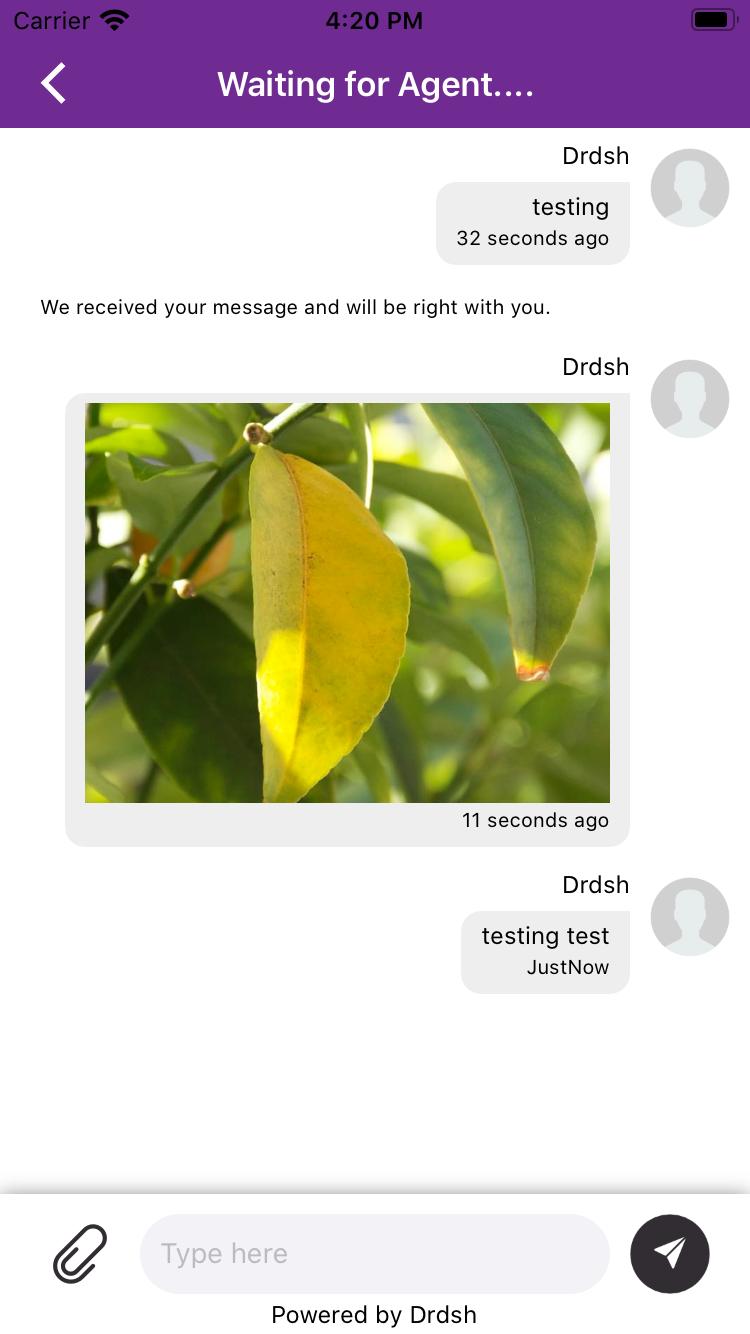 Carrier 4:20 PM
Waiting for Agent....
Drdsh
testing
32 seconds ago
We received your message and will be right with you.
Drdsh
11 seconds ago
Drdsh
testing test
JustNow
Type here
Powered by Drdsh